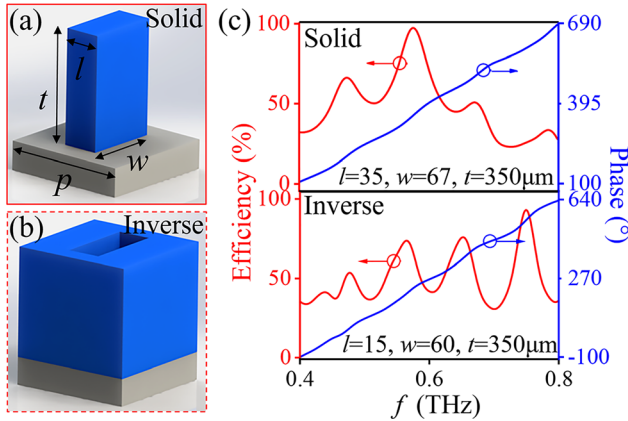 (a)
Solid
l
t
w
p
(b)
Inverse
(c)
Efficiency (%)
100
50
0
Solid
l=35, w=67, t=350μm
690
395
100
100
50
0
Inverse
l=15, w=60, t=350μm
640
270
-100
Phase (°)
0.4
0.6
0.8
f (THz)